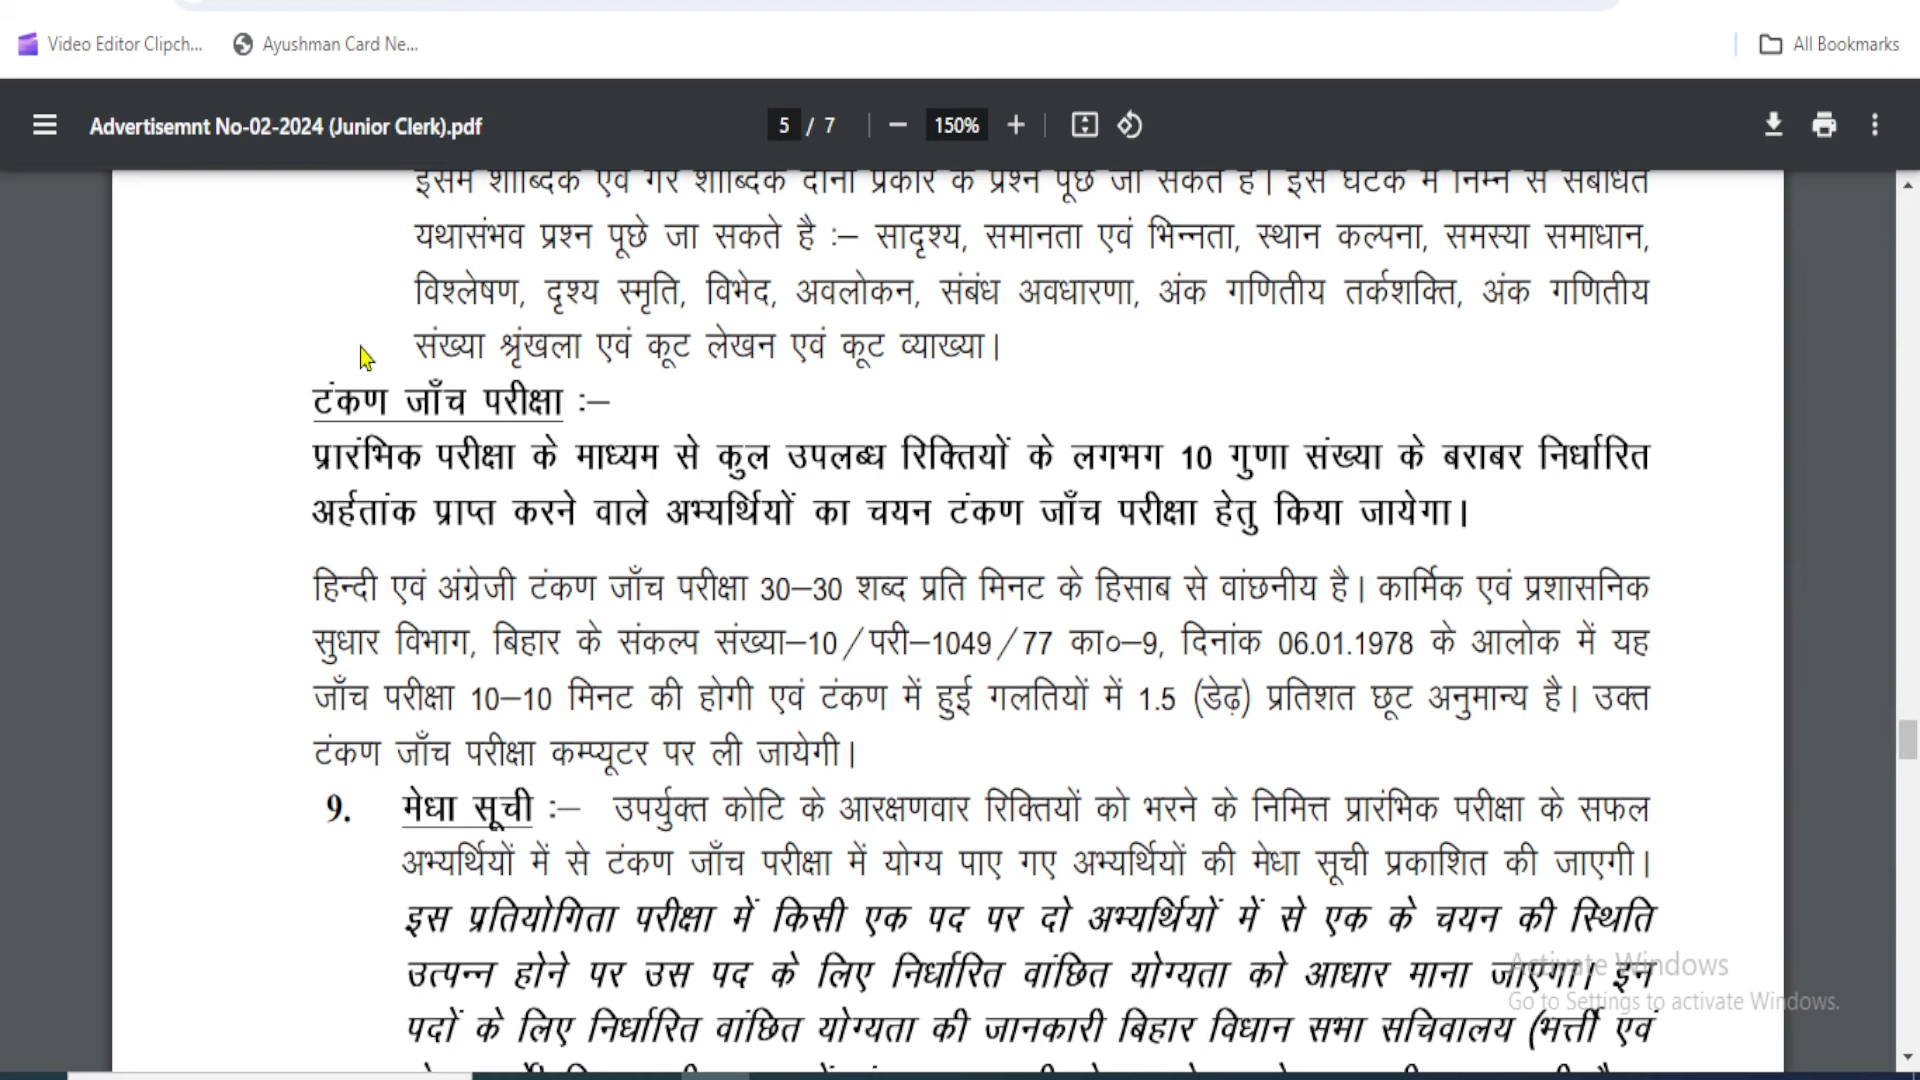 Video Editor Clipch...
Ayushman Card Ne...
All Bookmarks
Advertisemnt No-02-2024 (Junior Clerk).pdf
5 / 7
150%
इसमें शाब्दिक एवं गैर शाब्दिक दोनों प्रकार के प्रश्न पूछे जा सकते है। इस घटक में निम्न से संबंधित
यथासंभव प्रश्न पूछे जा सकते है :– सादृश्य, समानता एवं भिन्नता, स्थान कल्पना, समस्या समाधान,
विश्लेषण, दृश्य स्मृति, विभेद, अवलोकन, संबंध अवधारणा, अंक गणितीय तर्कशक्ति, अंक गणितीय
संख्या श्रृंखला एवं कूट लेखन एवं कूट व्याख्या।
टंकण जाँच परीक्षा :–
प्रारंभिक परीक्षा के माध्यम से कुल उपलब्ध रिक्तियों के लगभग 10 गुणा संख्या के बराबर निर्धारित
अर्हतांक प्राप्त करने वाले अभ्यर्थियों का चयन टंकण जाँच परीक्षा हेतु किया जायेगा।
हिन्दी एवं अंग्रेजी टंकण जाँच परीक्षा 30–30 शब्द प्रति मिनट के हिसाब से वांछनीय है। कार्मिक एवं प्रशासनिक
सुधार विभाग, बिहार के संकल्प संख्या–10/परी–1049/77 का०–9, दिनांक 06.01.1978 के आलोक में यह
जाँच परीक्षा 10–10 मिनट की होगी एवं टंकण में हुई गलतियों में 1.5 (डेढ़) प्रतिशत छूट अनुमान्य है। उक्त
टंकण जाँच परीक्षा कम्प्यूटर पर ली जायेगी।
9. मेधा सूची :– उपर्युक्त कोटि के आरक्षणवार रिक्तियों को भरने के निमित्त प्रारंभिक परीक्षा के सफल
अभ्यर्थियों में से टंकण जाँच परीक्षा में योग्य पाए गए अभ्यर्थियों की मेधा सूची प्रकाशित की जाएगी।
इस प्रतियोगिता परीक्षा में किसी एक पद पर दो अभ्यर्थियों में से एक के चयन की स्थिति
उत्पन्न होने पर उस पद के लिए निर्धारित वांछित योग्यता को आधार माना जाएगा। इन
Activate Windows
Go to Settings to activate Windows.
पदों के लिए निर्धारित वांछित योग्यता की जानकारी बिहार विधान सभा सचिवालय (भर्त्ती एवं